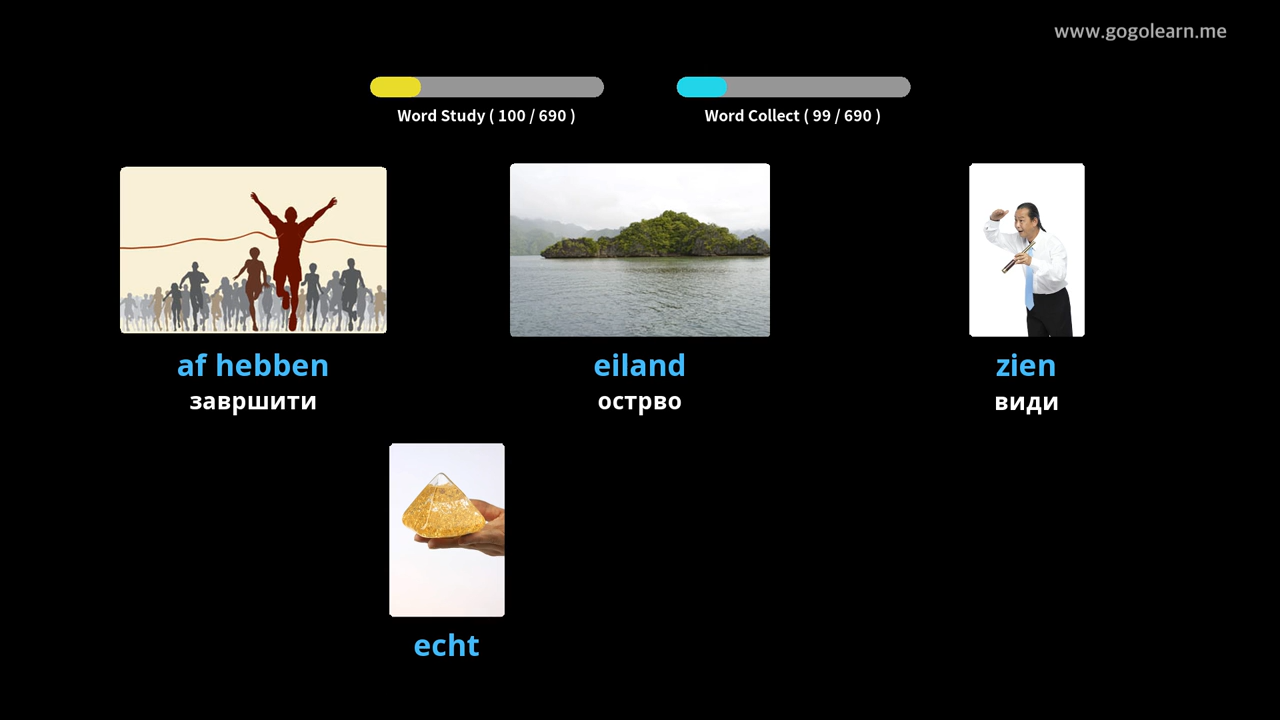 www.gogolearn.me
Word Study ( 100 / 690 )
Word Collect ( 99 / 690 )
af hebben
завршити
eiland
острво
zien
види
echt